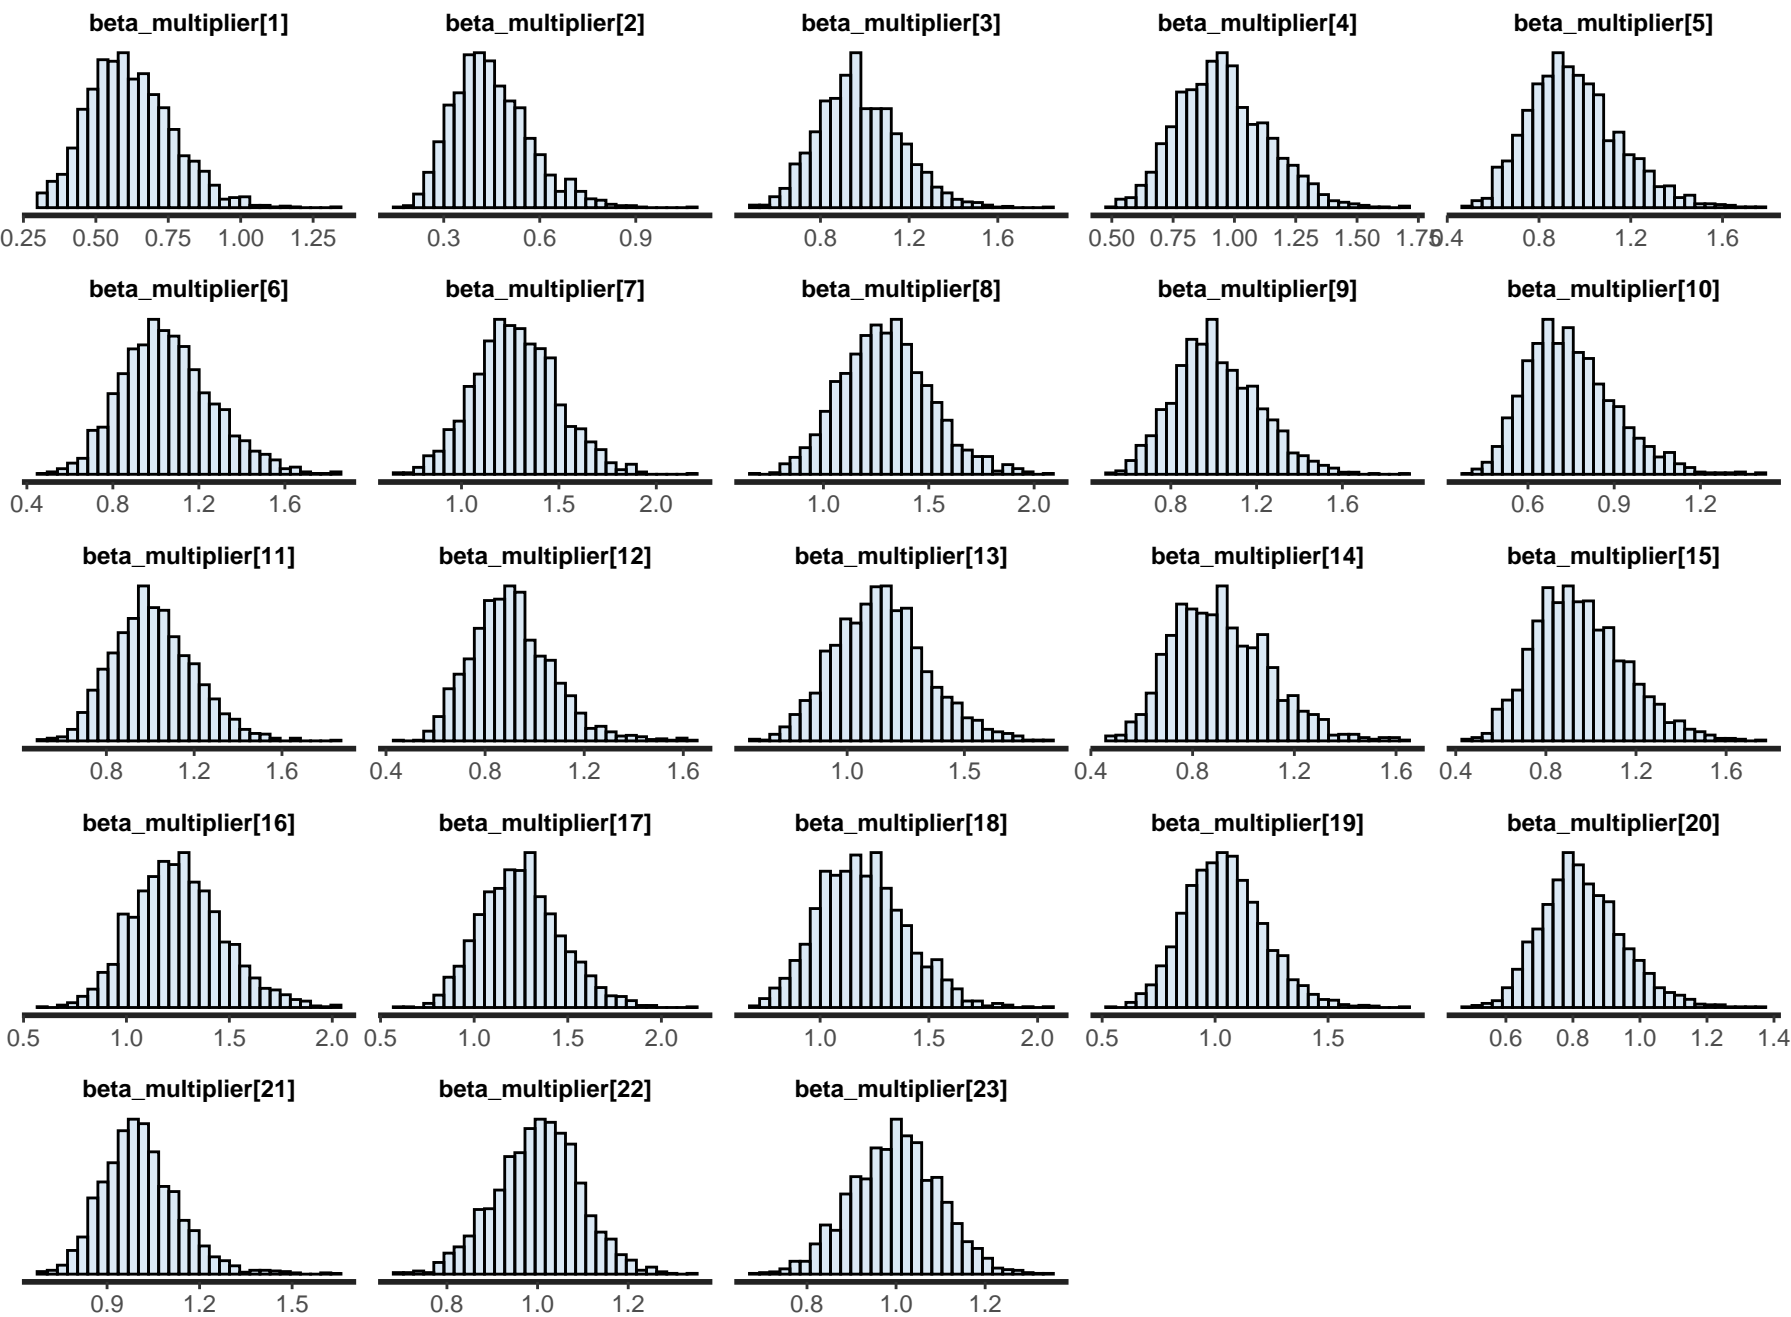 beta_multiplier[1] beta_multiplier[2] beta_multiplier[3] beta_multiplier[4] beta_multiplier[5]
0.25 0.50 0.75 1.00 1.25 0.3 0.6 0.9 0.8 1.2 1.6 0.50 0.75 1.00 1.25 1.50 1.75 0.4 0.8 1.2 1.6
beta_multiplier[6] beta_multiplier[7] beta_multiplier[8] beta_multiplier[9] beta_multiplier[10]
0.4 0.8 1.2 1.6 1.0 1.5 2.0 1.0 1.5 2.0 0.8 1.2 1.6 0.6 0.9 1.2
beta_multiplier[11] beta_multiplier[12] beta_multiplier[13] beta_multiplier[14] beta_multiplier[15]
0.8 1.2 1.6 0.4 0.8 1.2 1.6 1.0 1.5 0.4 0.8 1.2 1.6 0.4 0.8 1.2 1.6
beta_multiplier[16] beta_multiplier[17] beta_multiplier[18] beta_multiplier[19] beta_multiplier[20]
0.5 1.0 1.5 2.0 0.5 1.0 1.5 2.0 1.0 1.5 2.0 0.5 1.0 1.5 0.6 0.8 1.0 1.2 1.4
beta_multiplier[21] beta_multiplier[22] beta_multiplier[23]
0.9 1.2 1.5 0.8 1.0 1.2 0.8 1.0 1.2